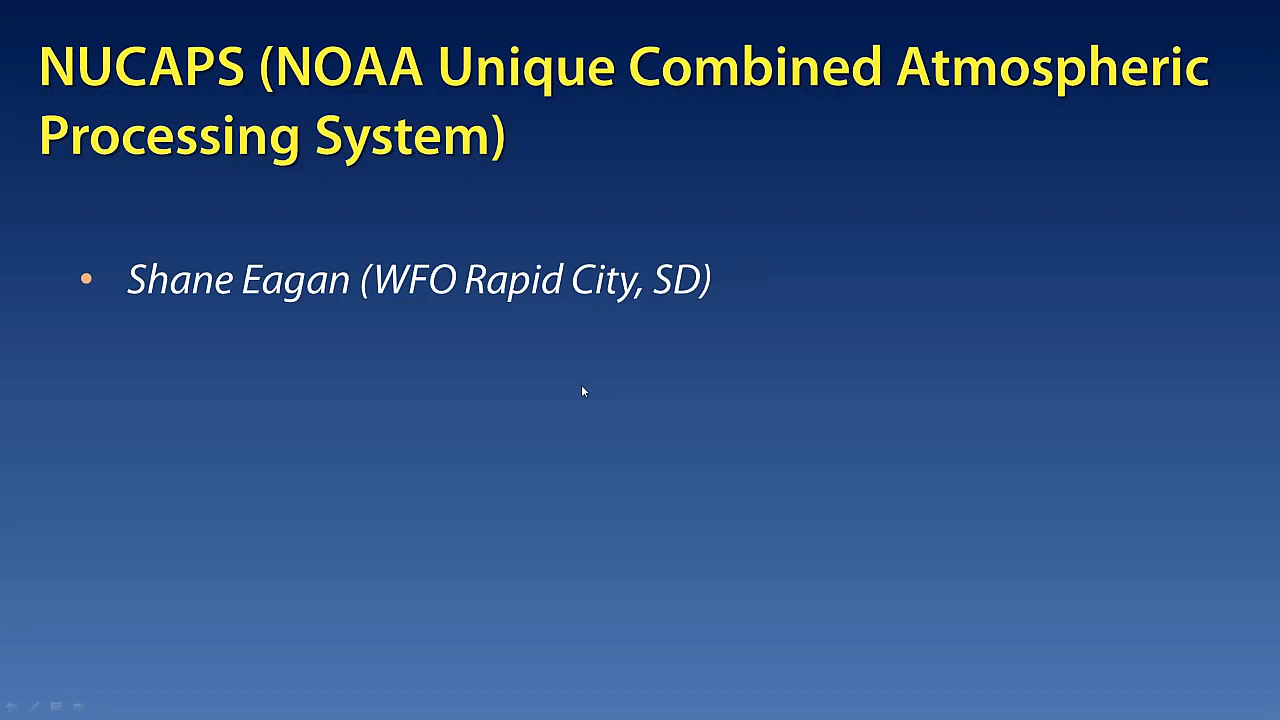 NUCAPS (NOAA Unique Combined Atmospheric
Processing System)
• Shane Eagan (WFO Rapid City, SD)